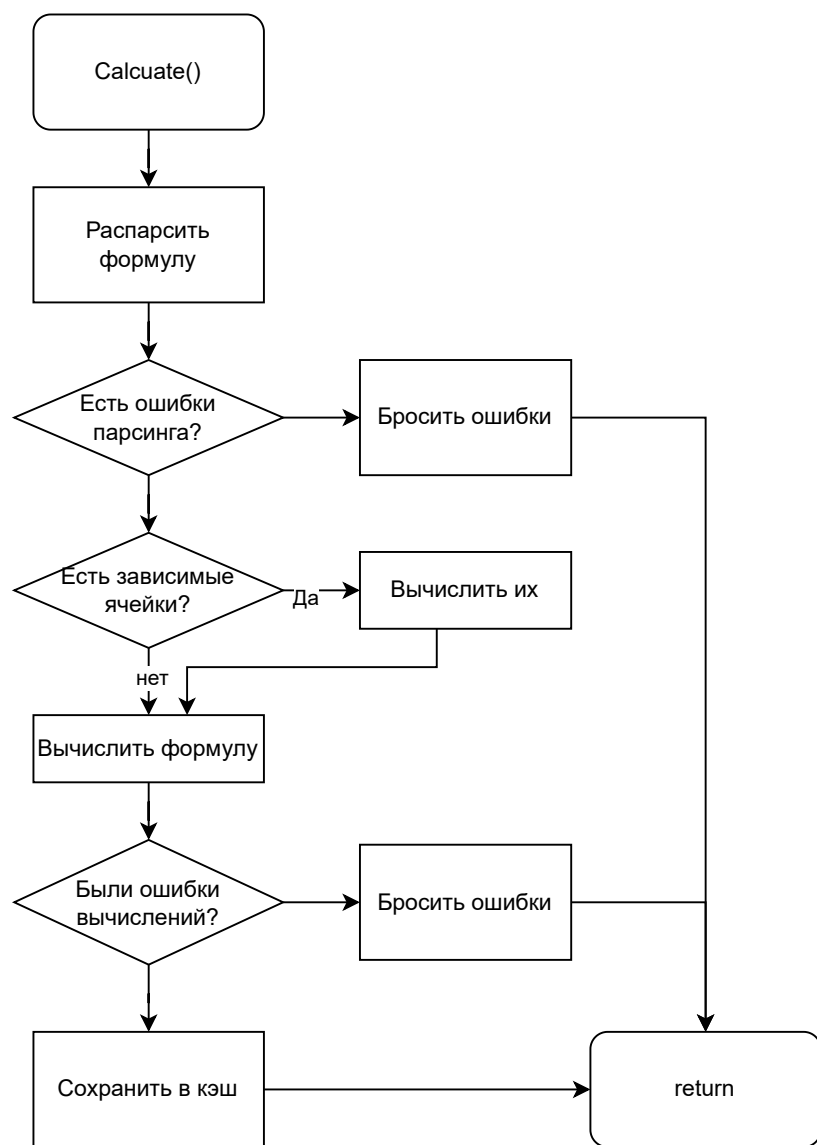 Calcuate()
Распарсить
формулу
Есть ошибки
парсинга?
Бросить ошибки
Есть зависимые
ячейки?
Да
Вычислить их
нет
Вычислить формулу
Были ошибки
вычислений?
Бросить ошибки
Сохранить в кэш
return